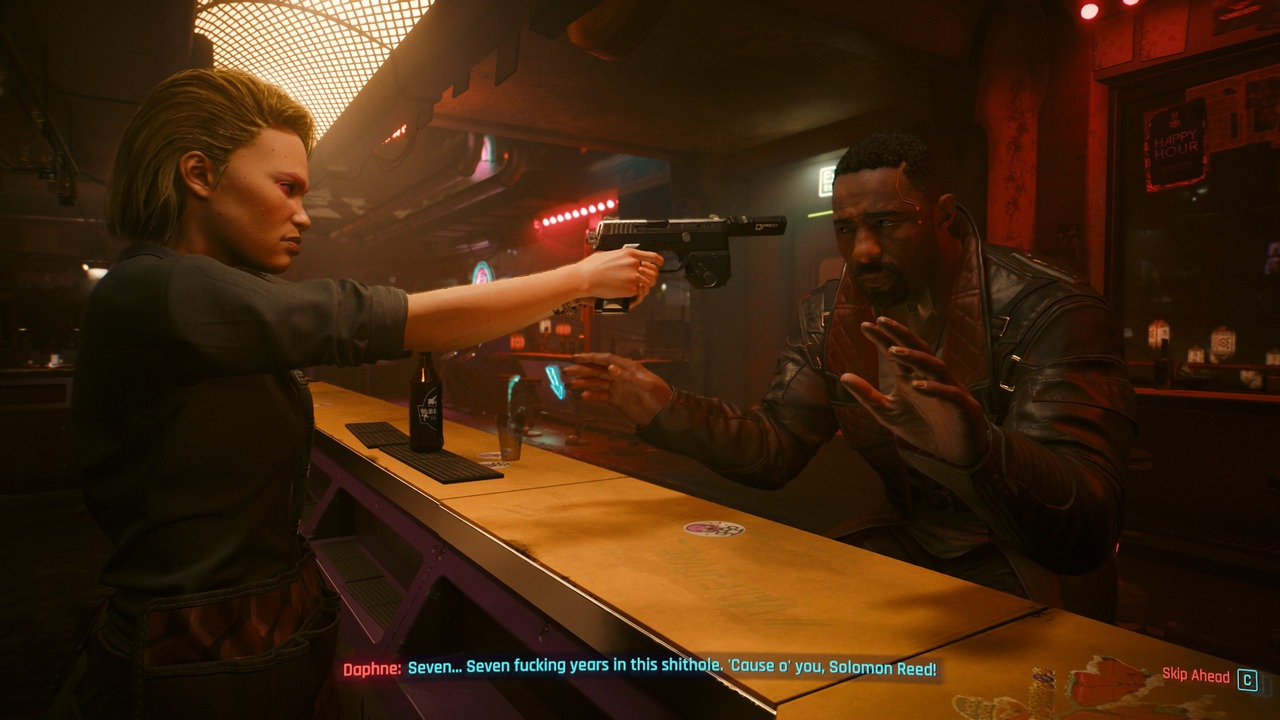 HAPPY
HOUR
Daphne: Seven... Seven fucking years in this shithole. 'Cause o' you, Solomon Reed!
Skip Ahead C